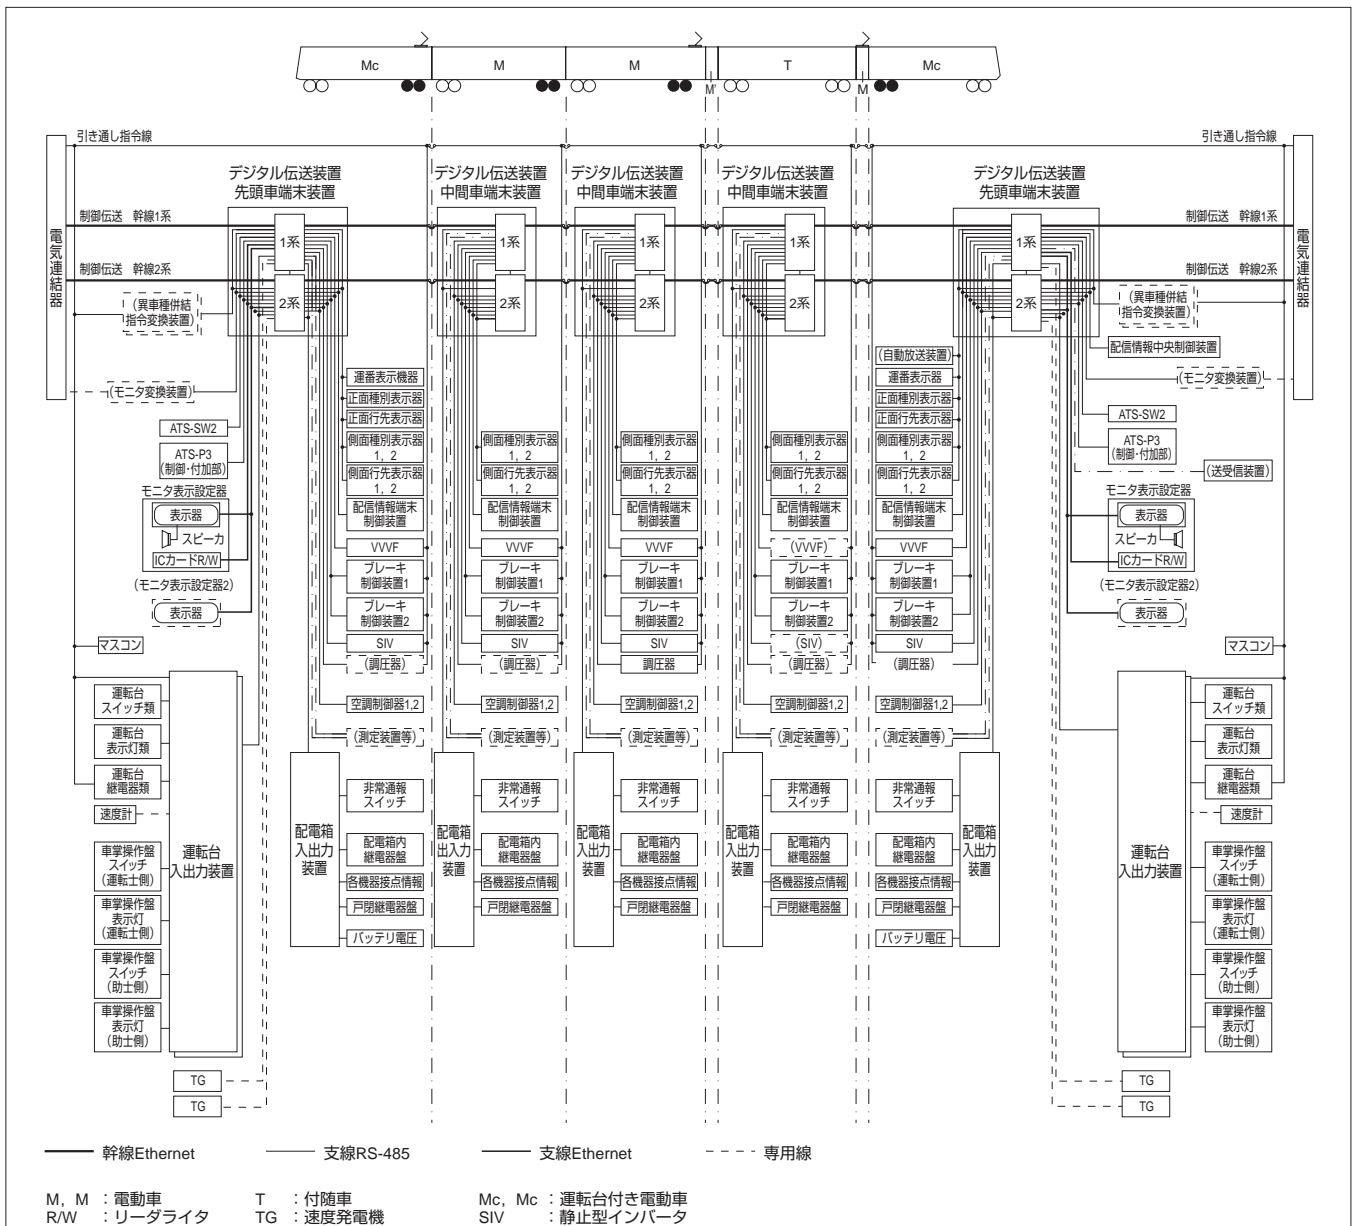 Mc
M
M
M'
T
M
Mc
引き通し指令線
引き通し指令線
デジタル伝送装置
先頭車端末装置
デジタル伝送装置
中間車端末装置
デジタル伝送装置
中間車端末装置
デジタル伝送装置
中間車端末装置
デジタル伝送装置
先頭車端末装置
電気連結器
制御伝送 幹線1系
制御伝送 幹線2系
1系
2系
1系
2系
1系
2系
1系
2系
1系
2系
制御伝送 幹線1系
制御伝送 幹線2系
電気連結器
(異車種併結
指令変換装置)
(モニタ変換装置)
ATS-SW2
ATS-P3
(制御・付加部)
モニタ表示設定器
表示器
スピーカ
ICカードR/W
(モニタ表示設定器2)
表示器
マスコン
運転台
スイッチ類
運転台
表示灯類
運転台
継電器類
速度計
車掌操作盤
スイッチ
(運転士側)
車掌操作盤
表示灯
(運転士側)
車掌操作盤
スイッチ
(助士側)
車掌操作盤
表示灯
(助士側)
運転台
入出力装置
TG
TG
運番表示機器
正面種別表示器
正面行先表示器
側面種別表示器
1, 2
側面行先表示器
1, 2
配信情報端末
制御装置
VVVF
ブレーキ
制御装置1
ブレーキ
制御装置2
SIV
(調圧器)
空調制御器1,2
(測定装置等)
配電箱
入出力
装置
非常通報
スイッチ
配電箱内
継電器盤
各機器接点情報
戸閉継電器盤
バッテリ電圧
側面種別表示器
1, 2
側面行先表示器
1, 2
配信情報端末
制御装置
VVVF
ブレーキ
制御装置1
ブレーキ
制御装置2
SIV
(調圧器)
空調制御器1,2
(測定装置等)
配電箱
出入力
装置
非常通報
スイッチ
配電箱内
継電器盤
各機器接点情報
戸閉継電器盤
側面種別表示器
1, 2
側面行先表示器
1, 2
配信情報端末
制御装置
VVVF
ブレーキ
制御装置1
ブレーキ
制御装置2
SIV
調圧器
空調制御器1,2
(測定装置等)
配電箱
入出力
装置
非常通報
スイッチ
配電箱内
継電器盤
各機器接点情報
戸閉継電器盤
側面種別表示器
1, 2
側面行先表示器
1, 2
配信情報端末
制御装置
(VVVF)
ブレーキ
制御装置1
ブレーキ
制御装置2
(SIV)
(調圧器)
空調制御器1,2
(測定装置等)
配電箱
入出力
装置
非常通報
スイッチ
配電箱内
継電器盤
各機器接点情報
戸閉継電器盤
(自動放送装置)
運番表示器
正面種別表示器
正面行先表示器
側面種別表示器
1, 2
側面行先表示器
1, 2
配信情報端末
制御装置
VVVF
ブレーキ
制御装置1
ブレーキ
制御装置2
SIV
(調圧器)
空調制御器1,2
(測定装置等)
非常通報
スイッチ
配電箱内
継電器盤
各機器接点情報
戸閉継電器盤
バッテリ電圧
配電箱
入出力
装置
(異車種併結
指令変換装置)
配信情報中央制御装置
(モニタ変換装置)
ATS-SW2
ATS-P3
(制御・付加部)
(送受信装置)
モニタ表示設定器
表示器
スピーカ
ICカードR/W
(モニタ表示設定器2)
表示器
マスコン
運転台
入出力装置
運転台
スイッチ類
運転台
表示灯類
運転台
継電器類
速度計
車掌操作盤
スイッチ
(運転士側)
車掌操作盤
表示灯
(運転士側)
車掌操作盤
スイッチ
(助士側)
車掌操作盤
表示灯
(助士側)
TG
TG
幹線Ethernet 支線RS-485 支線Ethernet 専用線
M, M :電動車 T :付随車 Mc, Mc :運転台付き電動車
R/W :リーダライタ TG :速度発電機 SIV :静止型インバータ